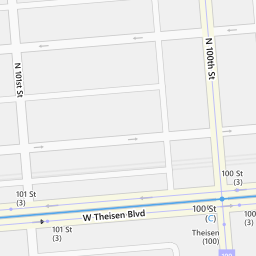 N 100th St
N 101st St
100 St
(3)
101 St
(3)
100 St
(C)
W Theisen Blvd
101 St
(3)
Theisen
(100)